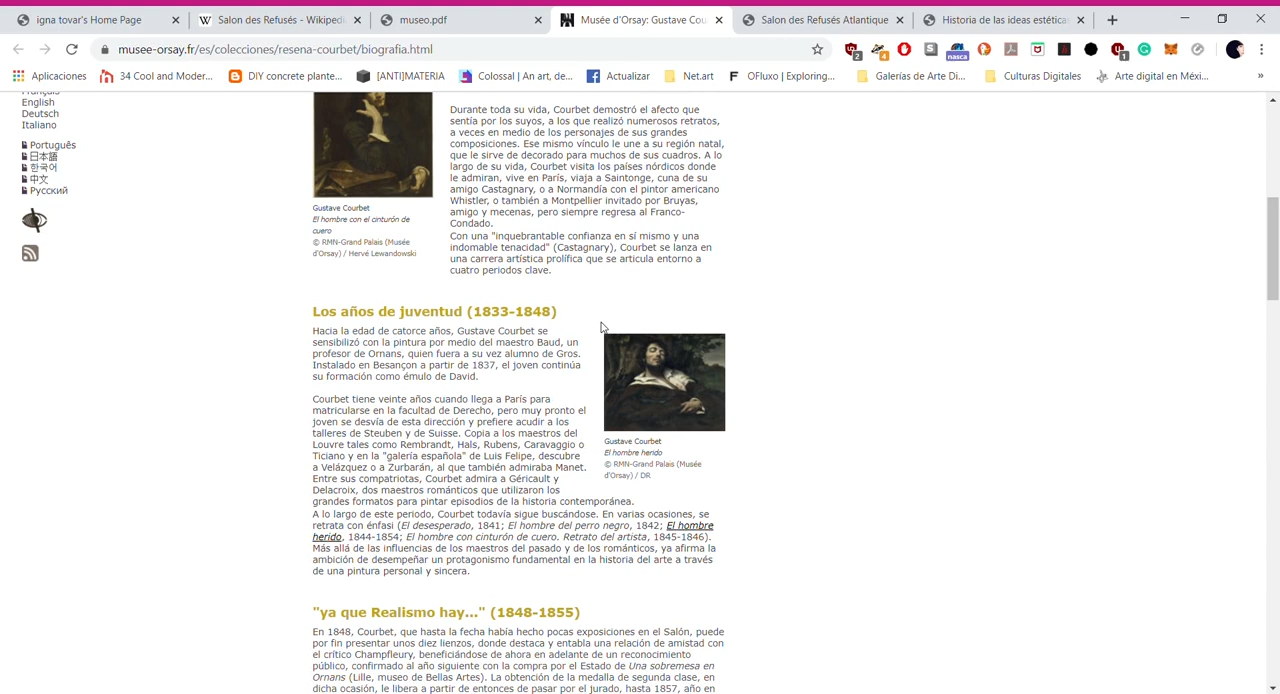 igna tovar's Home Page
Salon des Refusés - Wikipedi
museo.pdf
Musée d'Orsay: Gustave Cou
Salon des Refusés Atlantique
Historia de las ideas estética
musee-orsay.fr/es/colecciones/resena-courbet/biografia.html
2
4
nasca
1
Aplicaciones
34 Cool and Moder...
DIY concrete plante...
[ANTI]MATERIA
Colossal | An art, de...
Actualizar
Net.art
OFluxo | Exploring...
Galerías de Arte Di...
Culturas Digitales
Arte digital en Méxi...
»
Français
English
Deutsch
Italiano
Português
日本語
한국어
中文
Русский
Durante toda su vida, Courbet demostró el afecto que
sentía por los suyos, a los que realizó numerosos retratos,
a veces en medio de los personajes de sus grandes
composiciones. Ese mismo vínculo le une a su región natal,
que le sirve de decorado para muchos de sus cuadros. A lo
largo de su vida, Courbet visita los países nórdicos donde
le admiran, vive en París, viaja a Saintonge, cuna de su
amigo Castagnary, o a Normandía con el pintor americano
Whistler, o también a Montpellier invitado por Bruyas,
amigo y mecenas, pero siempre regresa al Franco-
Condado.
Con una "inquebrantable confianza en sí mismo y una
indomable tenacidad" (Castagnary), Courbet se lanza en
una carrera artística prolífica que se articula entorno a
cuatro periodos clave.
Gustave Courbet
El hombre con el cinturón de
cuero
© RMN-Grand Palais (Musée
d'Orsay) / Hervé Lewandowski
Los años de juventud (1833-1848)
Hacia la edad de catorce años, Gustave Courbet se
sensibilizó con la pintura por medio del maestro Baud, un
profesor de Ornans, quien fuera a su vez alumno de Gros.
Instalado en Besançon a partir de 1837, el joven continúa
su formación como émulo de David.
Courbet tiene veinte años cuando llega a París para
matricularse en la facultad de Derecho, pero muy pronto el
joven se desvía de esta dirección y prefiere acudir a los
talleres de Steuben y de Suisse. Copia a los maestros del
Louvre tales como Rembrandt, Hals, Rubens, Caravaggio o
Ticiano y en la "galería española" de Luis Felipe, descubre
a Velázquez o a Zurbarán, al que también admiraba Manet.
Entre sus compatriotas, Courbet admira a Géricault y
Delacroix, dos maestros románticos que utilizaron los
grandes formatos para pintar episodios de la historia contemporánea.
A lo largo de este periodo, Courbet todavía sigue buscándose. En varias ocasiones, se
retrata con énfasi (El desesperado, 1841; El hombre del perro negro, 1842; El hombre
herido, 1844-1854; El hombre con cinturón de cuero. Retrato del artista, 1845-1846).
Más allá de las influencias de los maestros del pasado y de los románticos, ya afirma la
ambición de desempeñar un protagonismo fundamental en la historia del arte a través
de una pintura personal y sincera.
Gustave Courbet
El hombre herido
© RMN-Grand Palais (Musée
d'Orsay) / DR
"ya que Realismo hay..." (1848-1855)
En 1848, Courbet, que hasta la fecha había hecho pocas exposiciones en el Salón, puede
por fin presentar unos diez lienzos, donde destaca y entabla una relación de amistad con
el crítico Champfleury, beneficiándose de ahora en adelante de un reconocimiento
público, confirmado al año siguiente con la compra por el Estado de Una sobremesa en
Ornans (Lille, museo de Bellas Artes). La obtención de la medalla de segunda clase, en
dicha ocasión, le libera a partir de entonces de pasar por el jurado, hasta 1857, año en